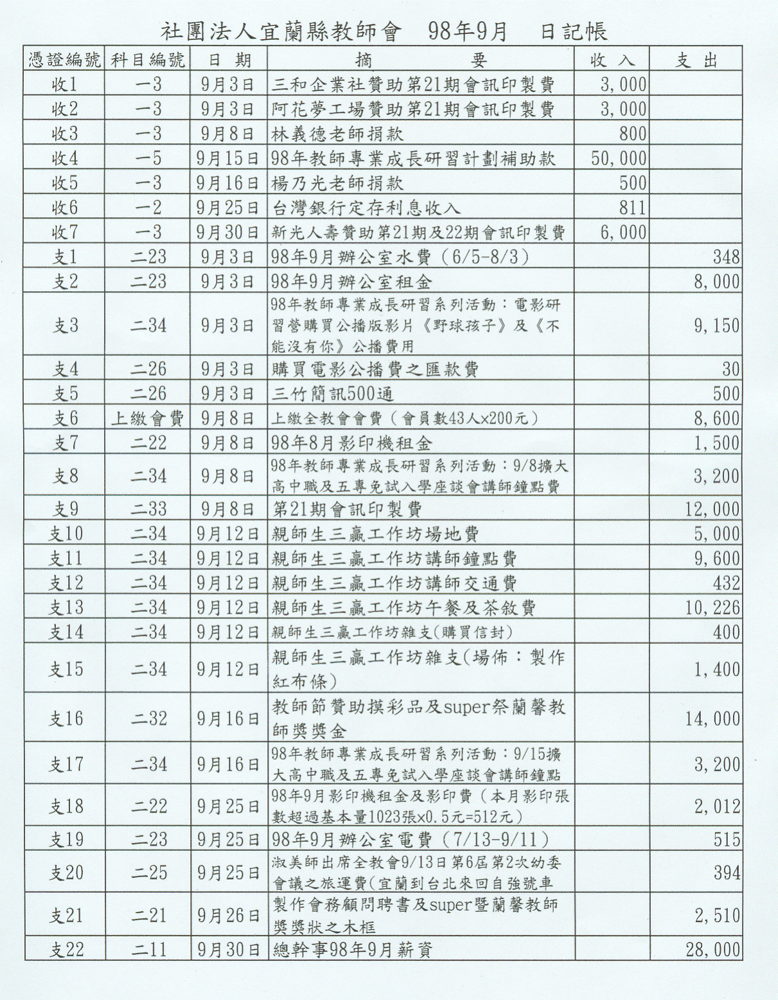 社團法人宜蘭縣教師會 98年9月 日記帳
憑證編號 科目編號 日 期 摘 要 收 入 支 出
收1 一3 9月3日 三和企業社贊助第21期會訊印製費 3,000
收2 一3 9月3日 阿花夢工場贊助第21期會訊印製費 3,000
收3 一3 9月8日 林義德老師捐款 800
收4 一5 9月15日 98年教師專業成長研習計劃補助款 50,000
收5 一3 9月16日 楊乃光老師捐款 500
收6 一2 9月25日 台灣銀行定存利息收入 811
收7 一3 9月30日 新光人壽贊助第21期及22期會訊印製費 6,000
支1 二23 9月3日 98年9月辦公室水費（6/5-8/3） 348
支2 二23 9月3日 98年9月辦公室租金 8,000
支3 二34 9月3日 98年教師專業成長研習系列活動：電影研
習營購買公播版影片《野球孩子》及《不
能沒有你》公播費用 9,150
支4 二26 9月3日 購買電影公播費之匯款費 30
支5 二26 9月3日 三竹簡訊500通 500
支6 上繳會費 9月8日 上繳全教會會費（會員數43人x200元） 8,600
支7 二22 9月8日 98年8月影印機租金 1,500
支8 二34 9月8日 98年教師專業成長研習系列活動：9/8擴大
高中職及五專免試入學座談會講師鐘點費 3,200
支9 二33 9月8日 第21期會訊印製費 12,000
支10 二34 9月12日 親師生三贏工作坊場地費 5,000
支11 二34 9月12日 親師生三贏工作坊講師鐘點費 9,600
支12 二34 9月12日 親師生三贏工作坊講師交通費 432
支13 二34 9月12日 親師生三贏工作坊午餐及茶敘費 10,226
支14 二34 9月12日 親師生三贏工作坊雜支(購買信封) 400
支15 二34 9月12日 親師生三贏工作坊雜支(場佈：製作
紅布條) 1,400
支16 二32 9月16日 教師節贊助摸彩品及super祭蘭馨教
師獎獎金 14,000
支17 二34 9月16日 98年教師專業成長研習系列活動：9/15擴
大高中職及五專免試入學座談會講師鐘點 3,200
支18 二22 9月25日 98年9月影印機租金及影印費（本月影印張
數超過基本量1023張x0.5元=512元） 2,012
支19 二23 9月25日 98年9月辦公室電費（7/13-9/11） 515
支20 二25 9月25日 淑美師出席全教會9/13日第6屆第2次幼委
會議之旅運費(宜蘭到台北來回自強號車 394
支21 二21 9月26日 製作會務顧問聘書及super暨蘭馨教師
獎獎狀之木框 2,510
支22 二11 9月30日 總幹事98年9月薪資 28,000